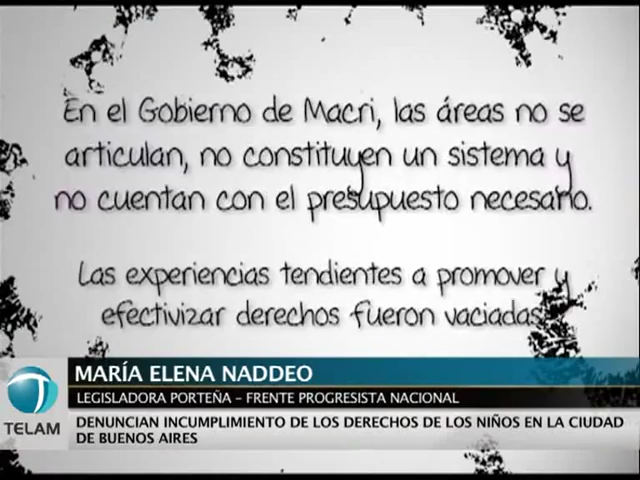 En el Gobierno de Macri, las áreas no se
articulan, no constituyen un sistema y
no cuentan con el presupuesto necesario.
Las experiencias tendientes a promover y
efectivizar derechos fueron vaciadas.
MARÍA ELENA NADDEO
LEGISLADORA PORTEÑA – FRENTE PROGRESISTA NACIONAL
TELAM
DENUNCIAN INCUMPLIMIENTO DE LOS DERECHOS DE LOS NIÑOS EN LA CIUDAD
DE BUENOS AIRES